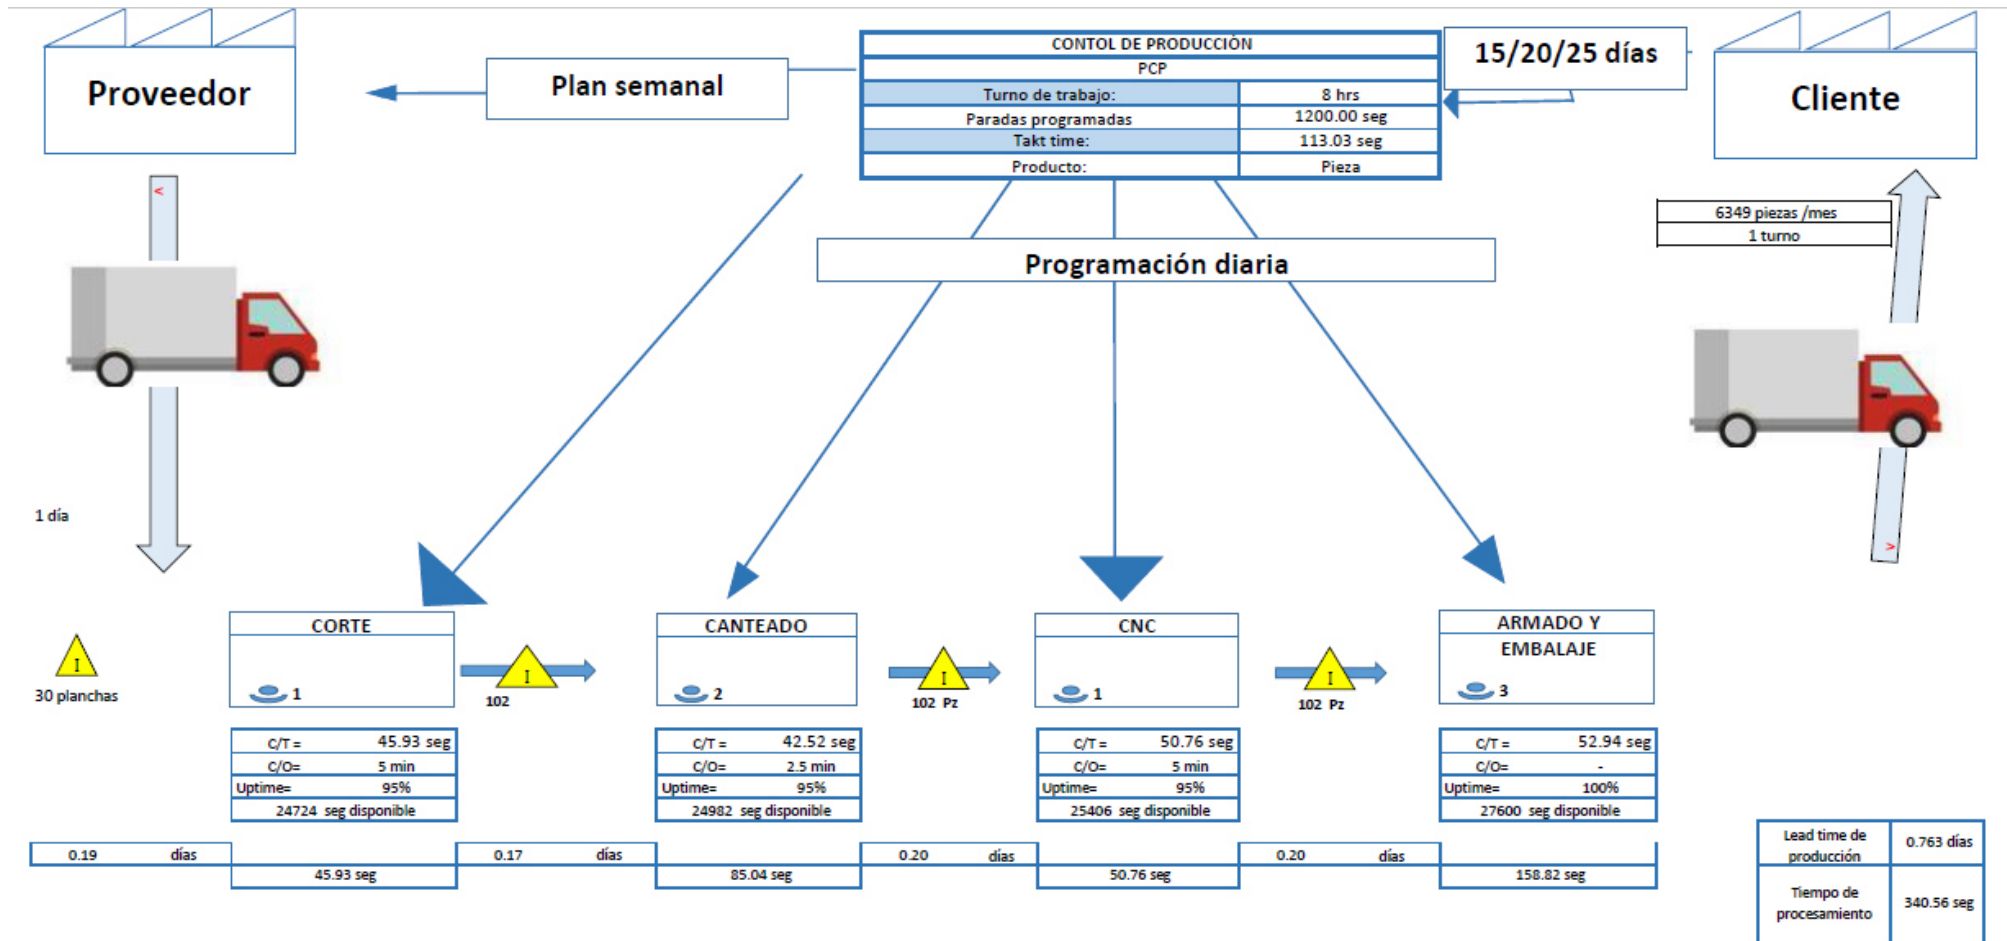 Proveedor
Plan semanal
CONTOL DE PRODUCCIÓN
PCP
Turno de trabajo: 8 hrs
Paradas programadas 1200.00 seg
Takt time: 113.03 seg
Producto: Pieza
15/20/25 días
Cliente
<
6349 piezas /mes
1 turno
Programación diaria
1 día
>
I
30 planchas
CORTE
1
I
102
CANTEADO
2
I
102 Pz
CNC
1
I
102 Pz
ARMADO Y
EMBALAJE
3
C/T = 45.93 seg
C/O= 5 min
Uptime= 95%
24724 seg disponible
C/T = 42.52 seg
C/O= 2.5 min
Uptime= 95%
24982 seg disponible
C/T = 50.76 seg
C/O= 5 min
Uptime= 95%
25406 seg disponible
C/T = 52.94 seg
C/O= -
Uptime= 100%
27600 seg disponible
0.19 días
45.93 seg
0.17 días
85.04 seg
0.20 días
50.76 seg
0.20 días
158.82 seg
Lead time de
producción
0.763 días
Tiempo de
procesamiento
340.56 seg